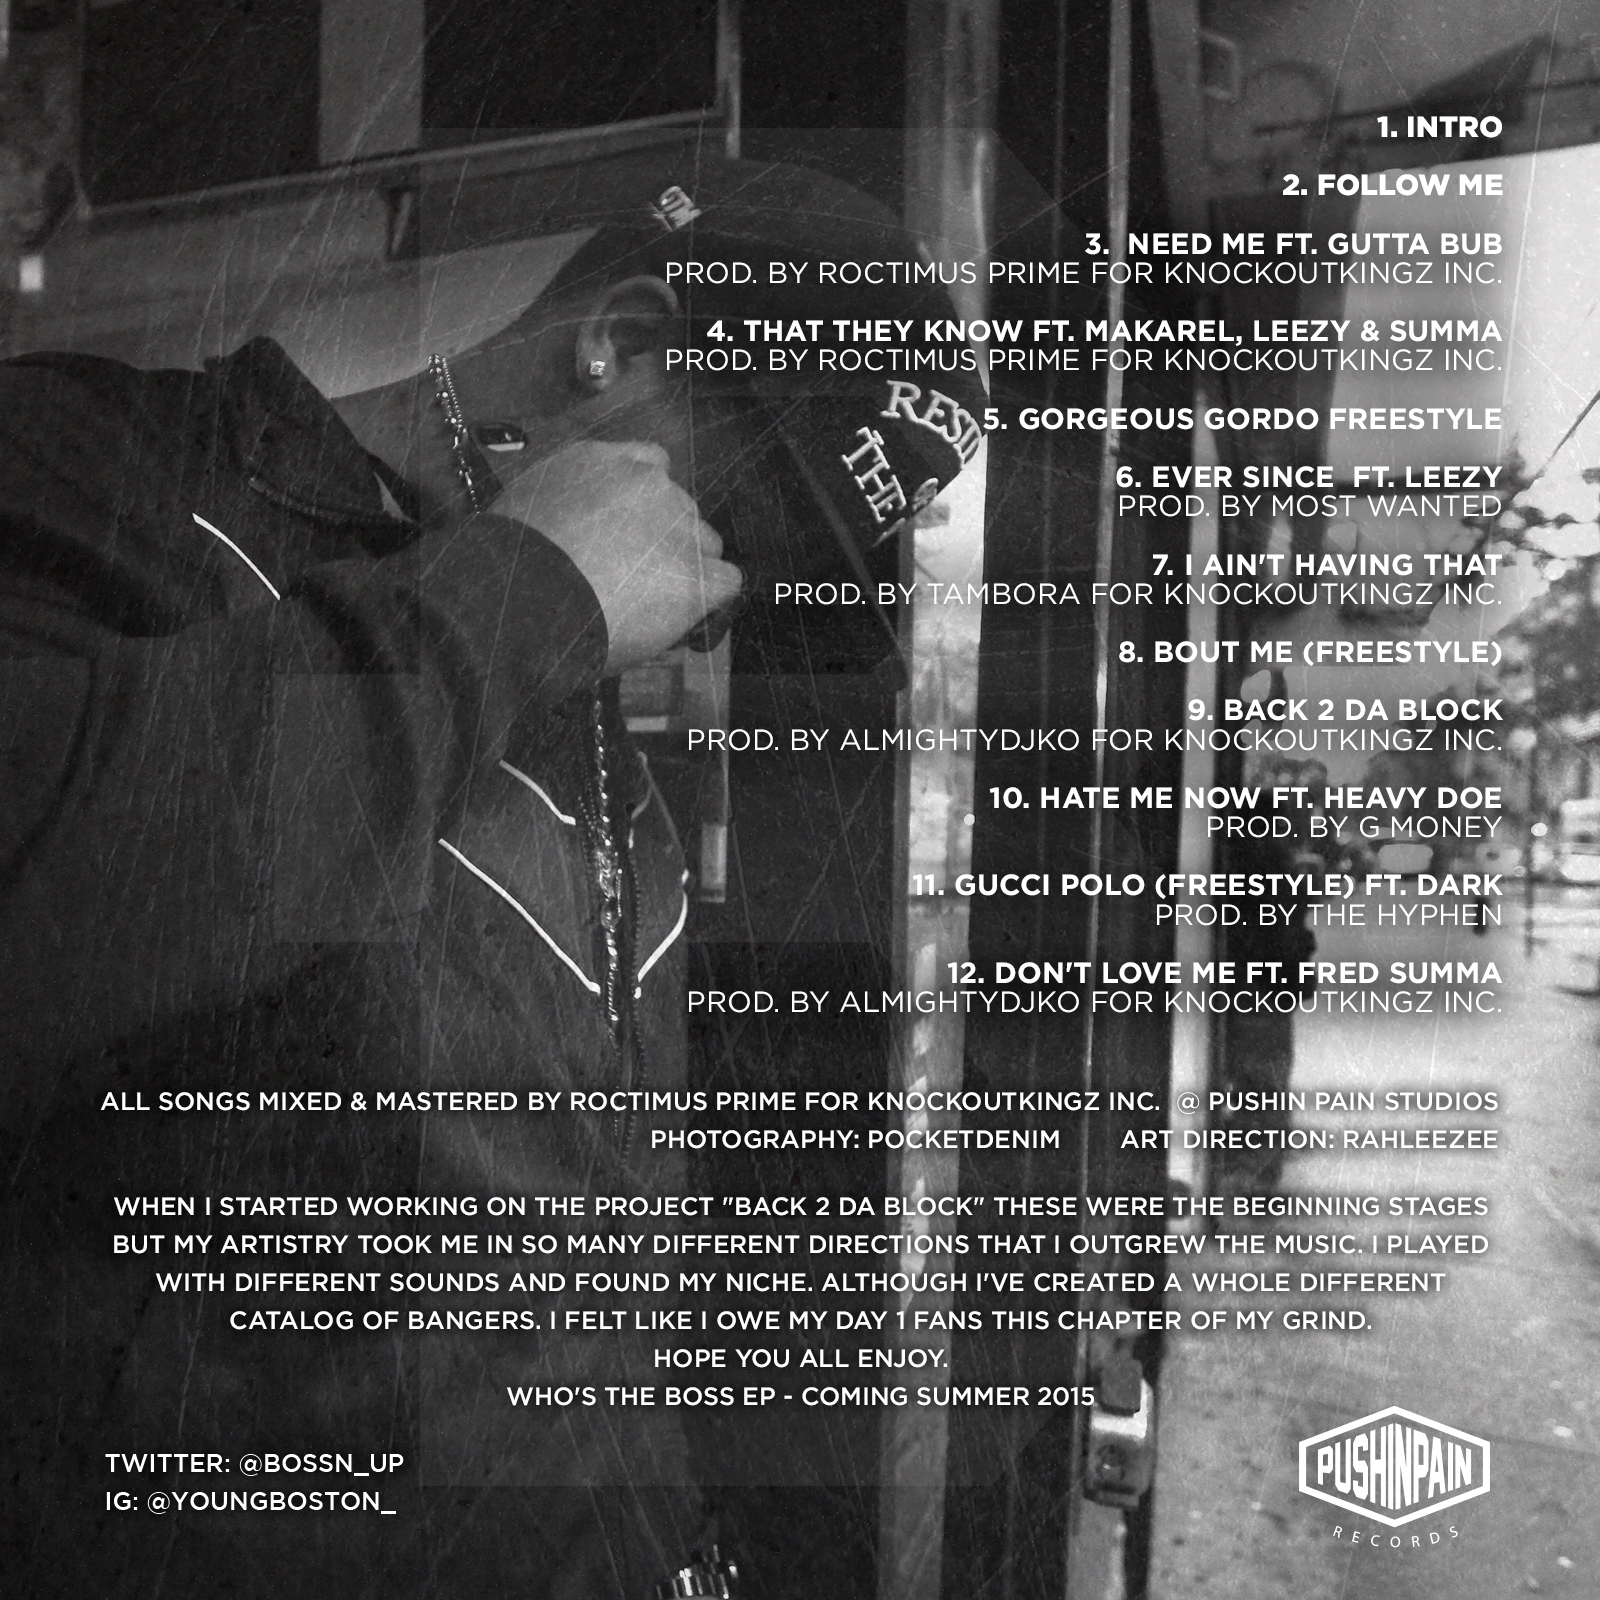 1. INTRO
2. FOLLOW ME
3.  NEED ME FT. GUTTA BUB
PROD. BY ROCTIMUS PRIME FOR KNOCKOUTKINGZ INC.
4. THAT THEY KNOW FT. MAKAREL, LEEZY & SUMMA
PROD. BY ROCTIMUS PRIME FOR KNOCKOUTKINGZ INC.
RESID
THE
5. GORGEOUS GORDO FREESTYLE
6. EVER SINCE  FT. LEEZY
PROD. BY MOST WANTED
7. I AIN'T HAVING THAT
PROD. BY TAMBORA FOR KNOCKOUTKINGZ INC.
8. BOUT ME (FREESTYLE)
9. BACK 2 DA BLOCK
PROD. BY ALMIGHTYDJKO FOR KNOCKOUTKINGZ INC.
10. HATE ME NOW FT. HEAVY DOE
PROD. BY G MONEY
11. GUCCI POLO (FREESTYLE) FT. DARK
PROD. BY THE HYPHEN
12. DON'T LOVE ME FT. FRED SUMMA
PROD. BY ALMIGHTYDJKO FOR KNOCKOUTKINGZ INC.
ALL SONGS MIXED & MASTERED BY ROCTIMUS PRIME FOR KNOCKOUTKINGZ INC.  @ PUSHIN PAIN STUDIOS
PHOTOGRAPHY: POCKETDENIM ART DIRECTION: RAHLEEZEE
WHEN I STARTED WORKING ON THE PROJECT "BACK 2 DA BLOCK" THESE WERE THE BEGINNING STAGES
BUT MY ARTISTRY TOOK ME IN SO MANY DIFFERENT DIRECTIONS THAT I OUTGREW THE MUSIC. I PLAYED
WITH DIFFERENT SOUNDS AND FOUND MY NICHE. ALTHOUGH I'VE CREATED A WHOLE DIFFERENT
CATALOG OF BANGERS. I FELT LIKE I OWE MY DAY 1 FANS THIS CHAPTER OF MY GRIND.
HOPE YOU ALL ENJOY.
WHO'S THE BOSS EP - COMING SUMMER 2015
TWITTER: @BOSSN_UP
IG: @YOUNGBOSTON_
PUSHINPAIN
RECORDS